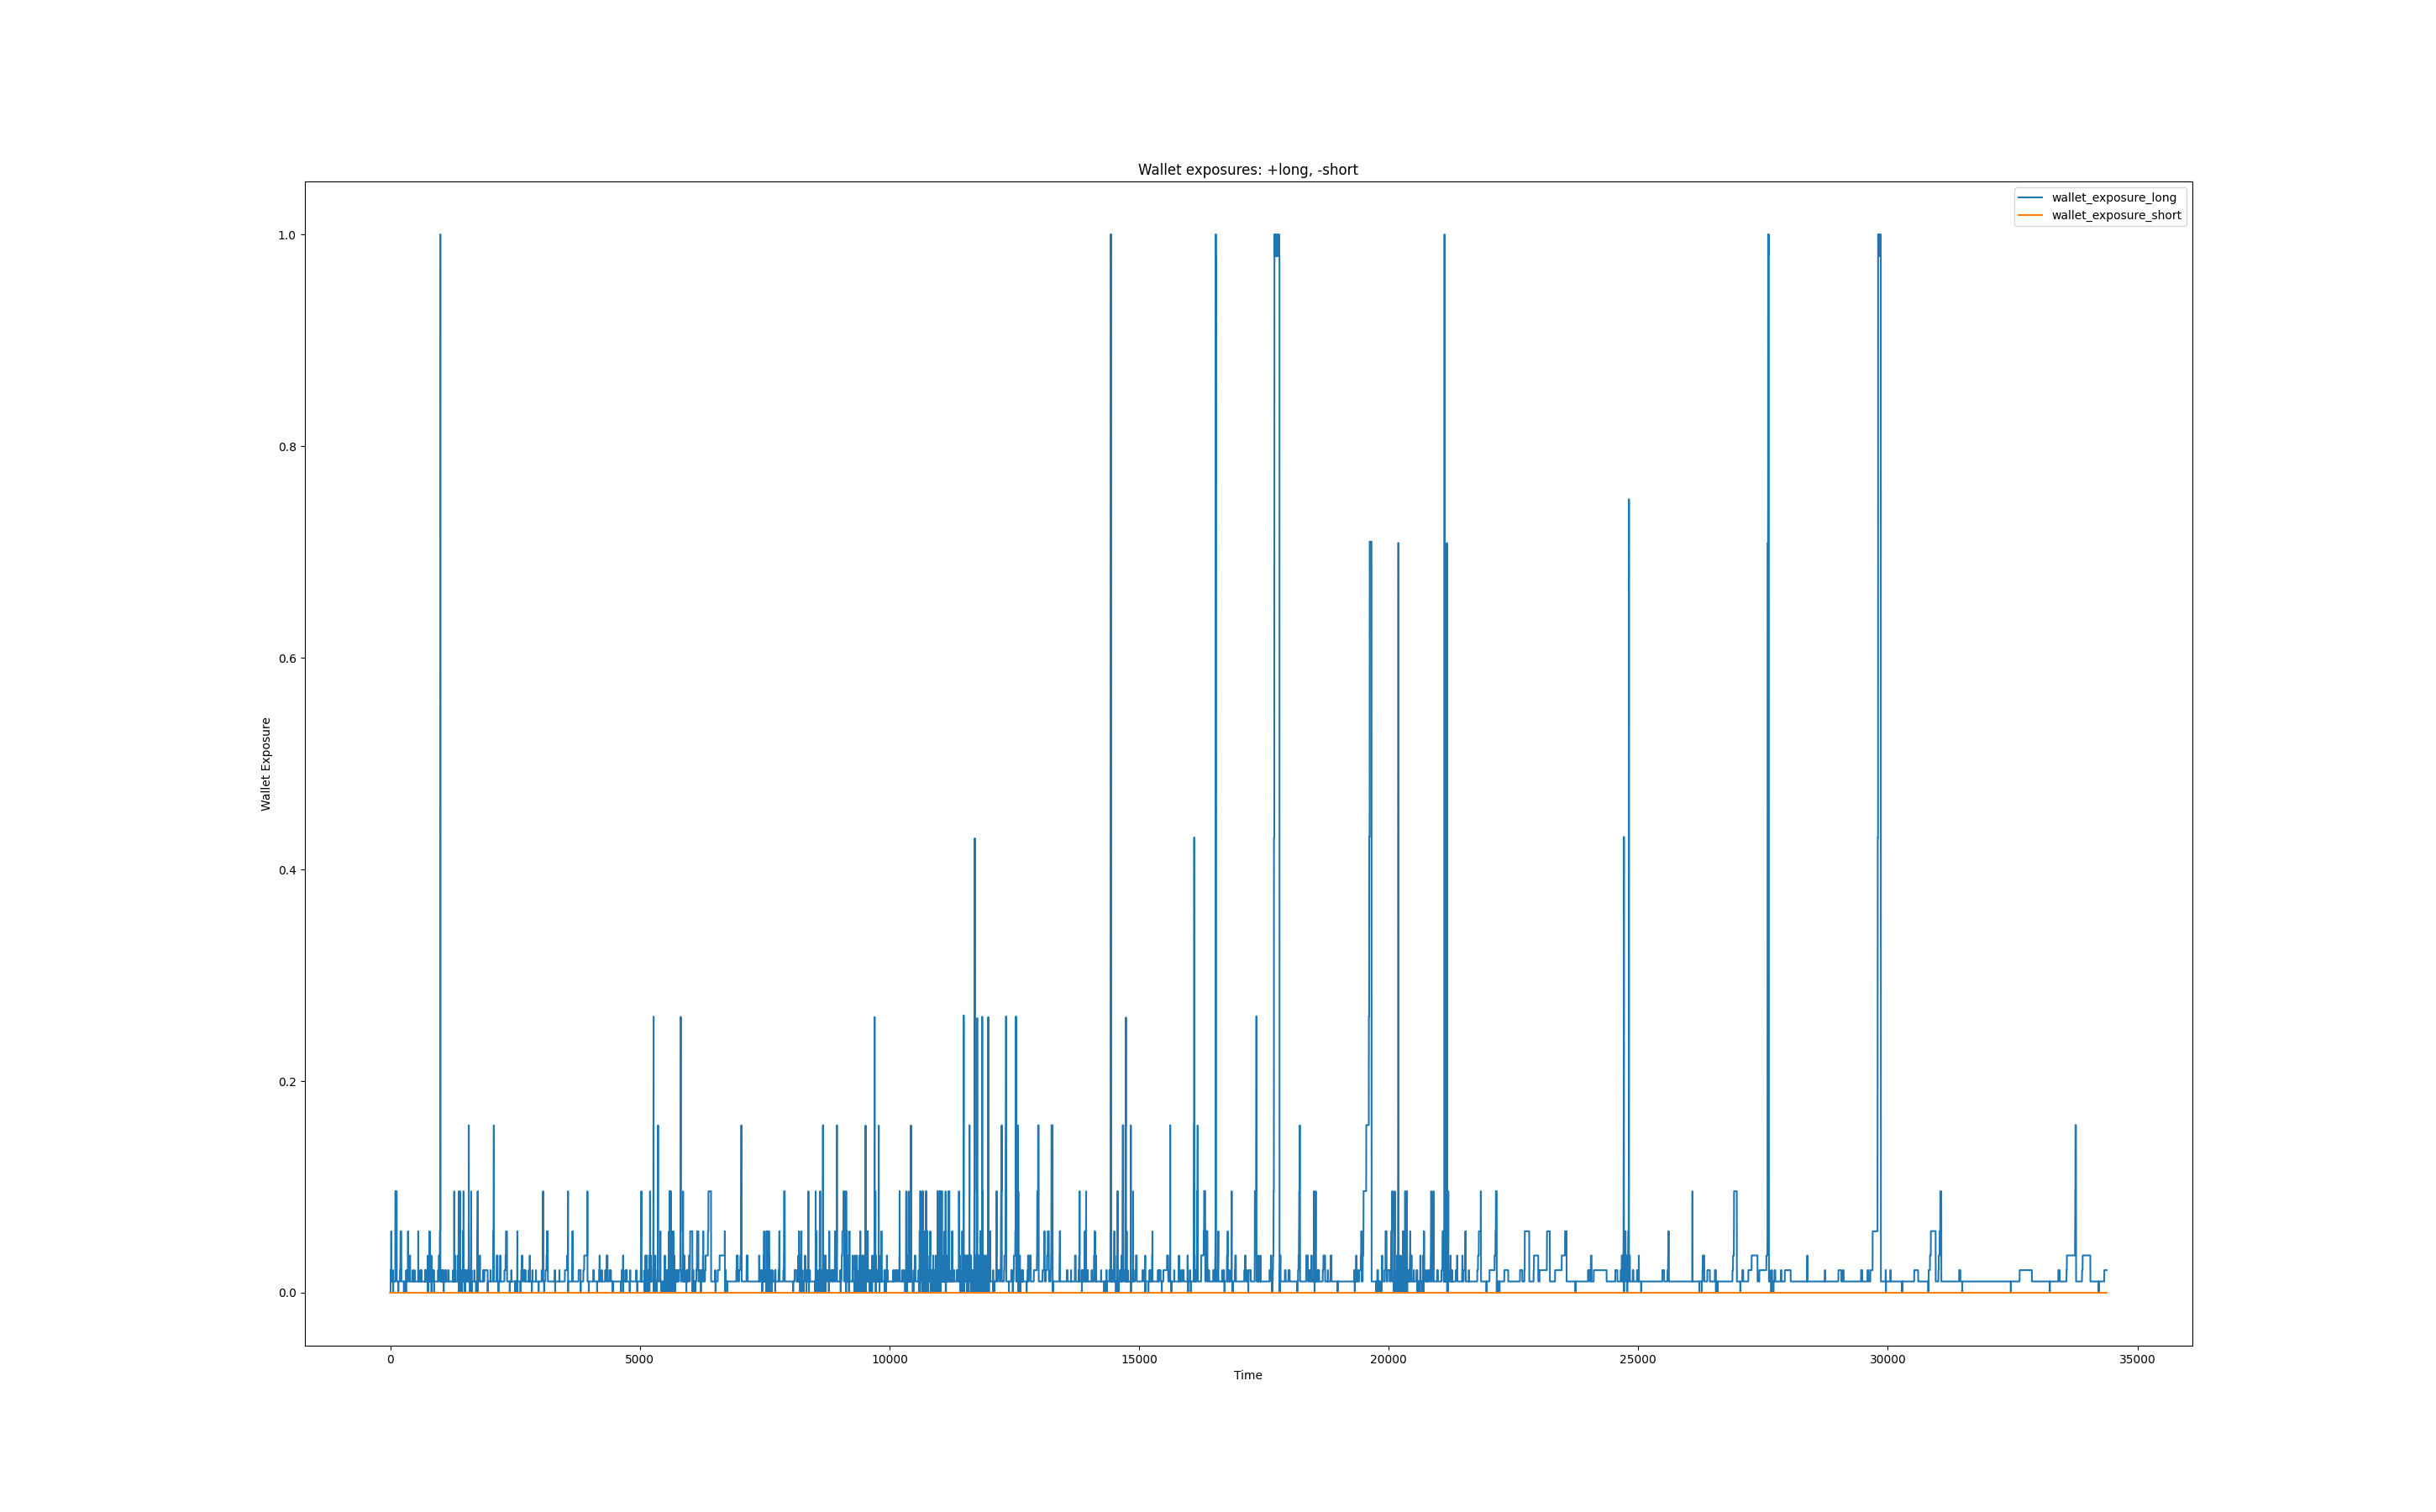 Wallet exposures: +long, -short
wallet_exposure_long
wallet_exposure_short
1.0
0.8
0.6
0.4
0.2
0.0
Wallet Exposure
0 5000 10000 15000 20000 25000 30000 35000
Time